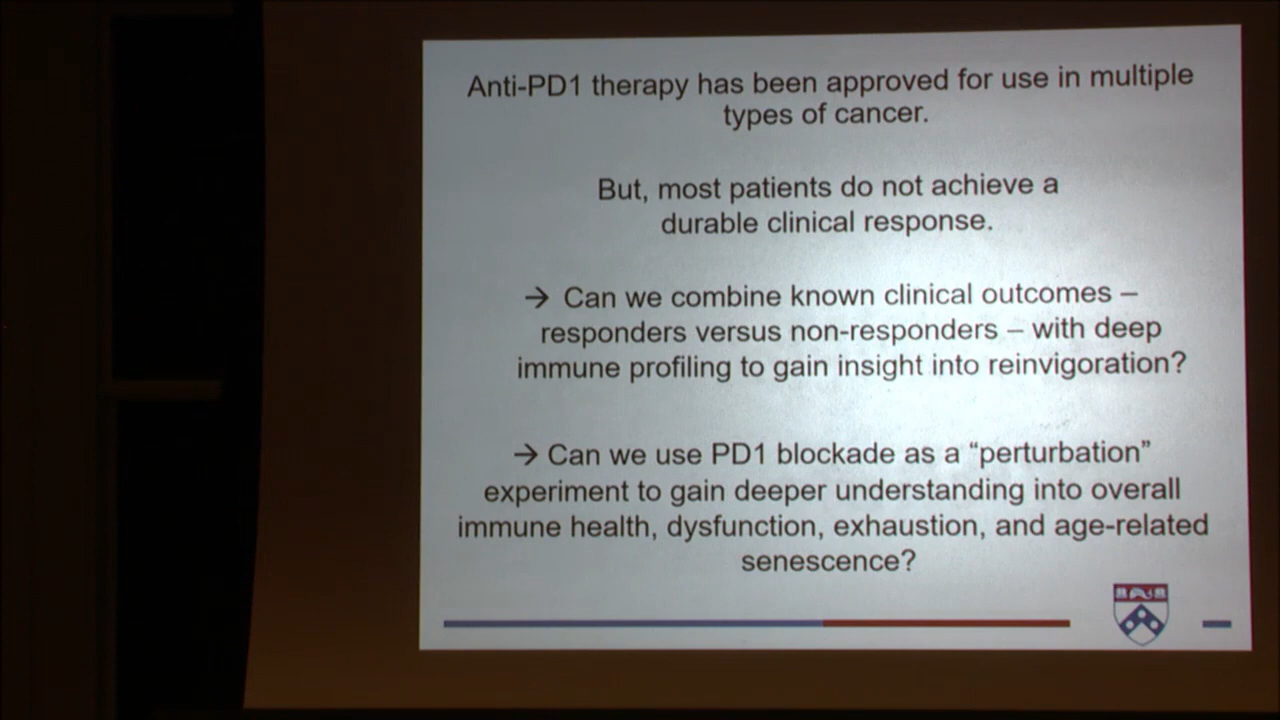 Anti-PD1 therapy has been approved for use in multiple
types of cancer.
But, most patients do not achieve a
durable clinical response.
→ Can we combine known clinical outcomes –
responders versus non-responders – with deep
immune profiling to gain insight into reinvigoration?
→ Can we use PD1 blockade as a “perturbation”
experiment to gain deeper understanding into overall
immune health, dysfunction, exhaustion, and age-related
senescence?